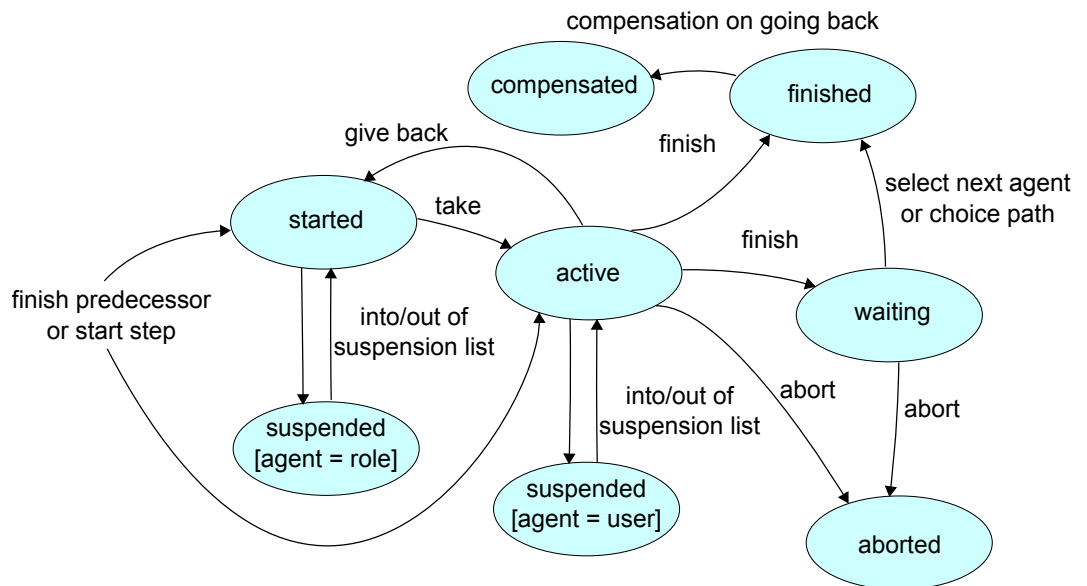 compensation on going back
compensated
finished
give back
finish
select next agent
or choice path
started
take
finish
active
finish predecessor
or start step
into/out of
suspension list
waiting
suspended
[agent = role]
into/out of
suspension list
abort
abort
suspended
[agent = user]
aborted